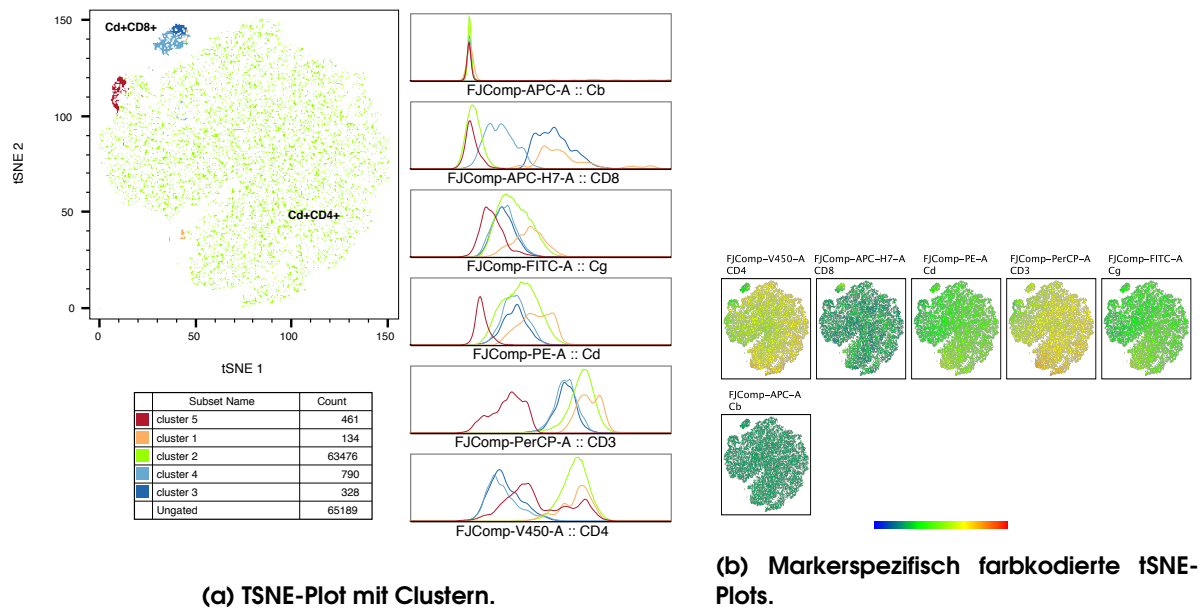 150
100
50
0
tSNE 2
Cd+CD8+
Cd+CD4+
0 50 100 150
tSNE 1
Subset Name Count
cluster 5 461
cluster 1 134
cluster 2 63476
cluster 4 790
cluster 3 328
Ungated 65189
FJComp-APC-A :: Cb
FJComp-APC-H7-A :: CD8
FJComp-FITC-A :: Cg
FJComp-PE-A :: Cd
FJComp-PerCP-A :: CD3
FJComp-V450-A :: CD4
(a) TSNE-Plot mit Clustern.
FJComp-V450-A
CD4
FJComp-APC-H7-A
CD8
FJComp-PE-A
Cd
FJComp-PerCP-A
CD3
FJComp-FITC-A
Cg
FJComp-APC-A
Cb
(b) Markerspezifisch farbkodierte tSNE-
Plots.